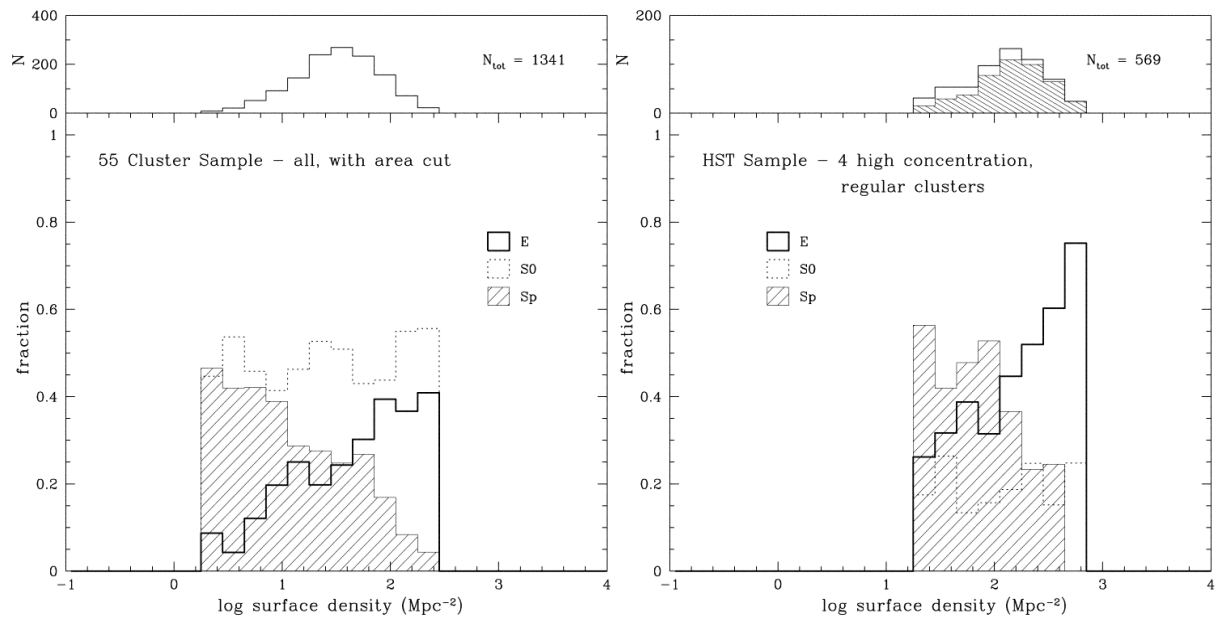 400
200
0
N
N_tot = 1341
1
0.8
0.6
0.4
0.2
0
fraction
55 Cluster Sample – all, with area cut
E
S0
Sp
−1
0
1
2
3
4
log surface density (Mpc⁻²)
200
100
0
N
N_tot = 569
1
0.8
0.6
0.4
0.2
0
fraction
HST Sample – 4 high concentration,
regular clusters
E
S0
Sp
−1
0
1
2
3
4
log surface density (Mpc⁻²)